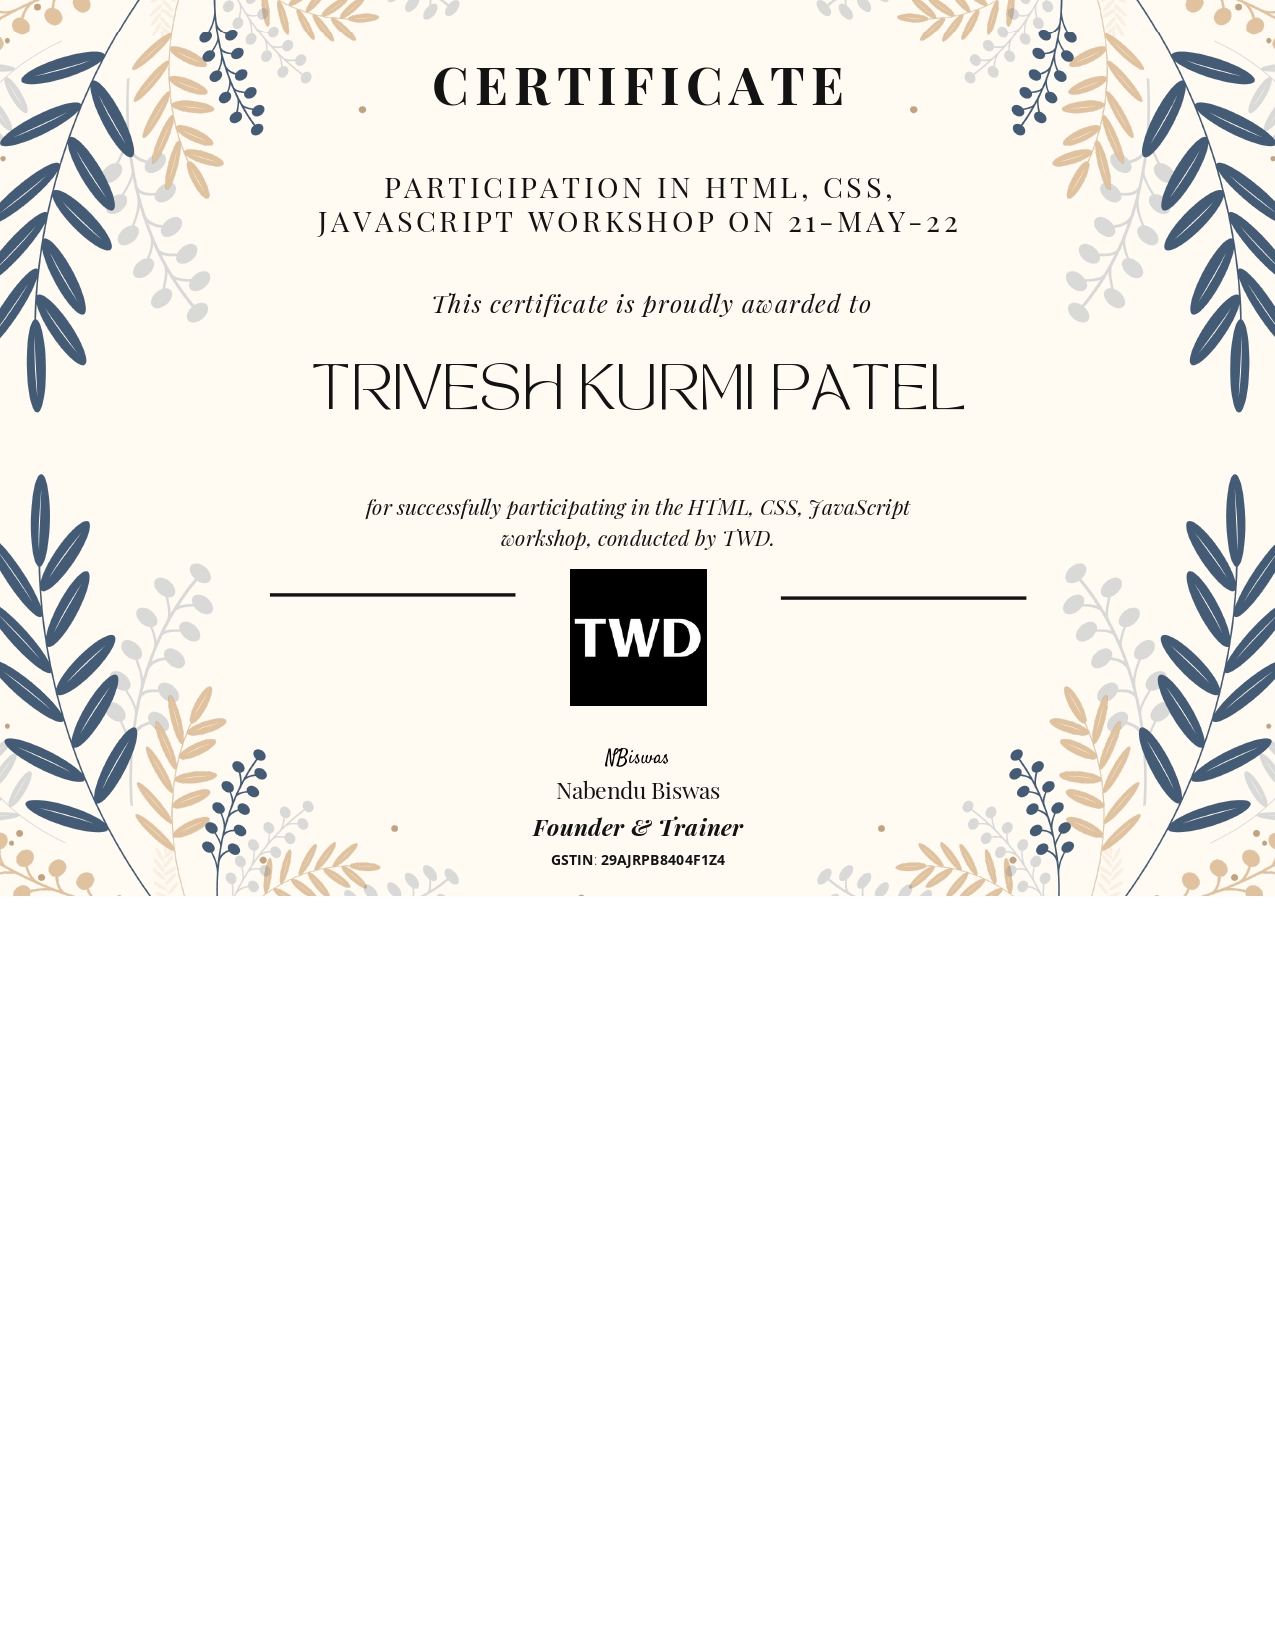 CERTIFICATE
PARTICIPATION IN HTML, CSS,
JAVASCRIPT WORKSHOP ON 21-MAY-22
This certificate is proudly awarded to
TRIVESH KURMI PATEL
for successfully participating in the HTML, CSS, JavaScript
workshop, conducted by TWD.
TWD
NBiswas
Nabendu Biswas
Founder & Trainer
GSTIN: 29AJRPB8404F1Z4